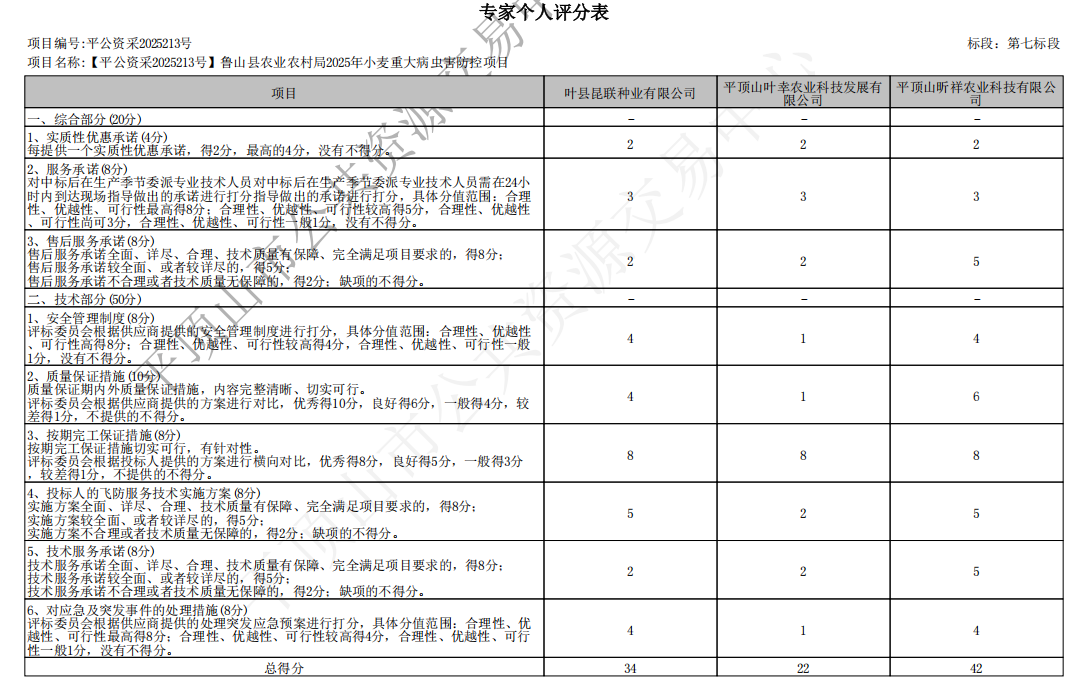 专家个人评分表
项目编号:平公资采2025213号
标段：第七标段
项目名称:【平公资采2025213号】鲁山县农业农村局2025年小麦重大病虫害防控项目
项目 叶县昆联种业有限公司 平顶山叶幸农业科技发展有限公司 平顶山昕祥农业科技有限公司
一、综合部分(20分) － － －
1、实质性优惠承诺(4分)
每提供一个实质性优惠承诺，得2分，最高的4分，没有不得分。 2 2 2
2、服务承诺(8分)
对中标后在生产季节委派专业技术人员对中标后在生产季节委派专业技术人员需在24小
时内到达现场指导做出的承诺进行打分指导做出的承诺进行打分，具体分值范围：合理
性、优越性、可行性最高得8分；合理性、优越性、可行性较高得5分，合理性、优越性
、可行性尚可3分，合理性、优越性、可行性一般1分，没有不得分。 3 3 3
3、售后服务承诺(8分)
售后服务承诺全面、详尽、合理、技术质量有保障、完全满足项目要求的，得8分；
售后服务承诺较全面、或者较详尽的，得5分；
售后服务承诺不合理或者技术质量无保障的，得2分；缺项的不得分。 2 2 5
二、技术部分(50分) － － －
1、安全管理制度(8分)
评标委员会根据供应商提供的安全管理制度进行打分，具体分值范围：合理性、优越性
、可行性高得8分；合理性、优越性、可行性较高得4分，合理性、优越性、可行性一般
1分，没有不得分。 4 1 4
2、质量保证措施(10分)
质量保证期内外质量保证措施，内容完整清晰、切实可行。
评标委员会根据供应商提供的方案进行对比，优秀得10分，良好得6分，一般得4分，较
差得1分，不提供的不得分。 4 1 6
3、按期完工保证措施(8分)
按期完工保证措施切实可行，有针对性。
评标委员会根据投标人提供的方案进行横向对比，优秀得8分，良好得5分，一般得3分
，较差得1分，不提供的不得分。 8 8 8
4、投标人的飞防服务技术实施方案(8分)
实施方案全面、详尽、合理、技术质量有保障、完全满足项目要求的，得8分；
实施方案较全面、或者较详尽的，得5分；
实施方案不合理或者技术质量无保障的，得2分；缺项的不得分。 5 2 5
5、技术服务承诺(8分)
技术服务承诺全面、详尽、合理、技术质量有保障、完全满足项目要求的，得8分；
技术服务承诺较全面、或者较详尽的，得5分；
技术服务承诺不合理或者技术质量无保障的，得2分；缺项的不得分。 2 2 5
6、对应急及突发事件的处理措施(8分)
评标委员会根据供应商提供的处理突发应急预案进行打分，具体分值范围：合理性、优
越性、可行性最高得8分；合理性、优越性、可行性较高得4分，合理性、优越性、可行
性一般1分，没有不得分。 4 1 4
总得分 34 22 42
平顶山市公共资源交易中心
平顶山市公共资源交易中心